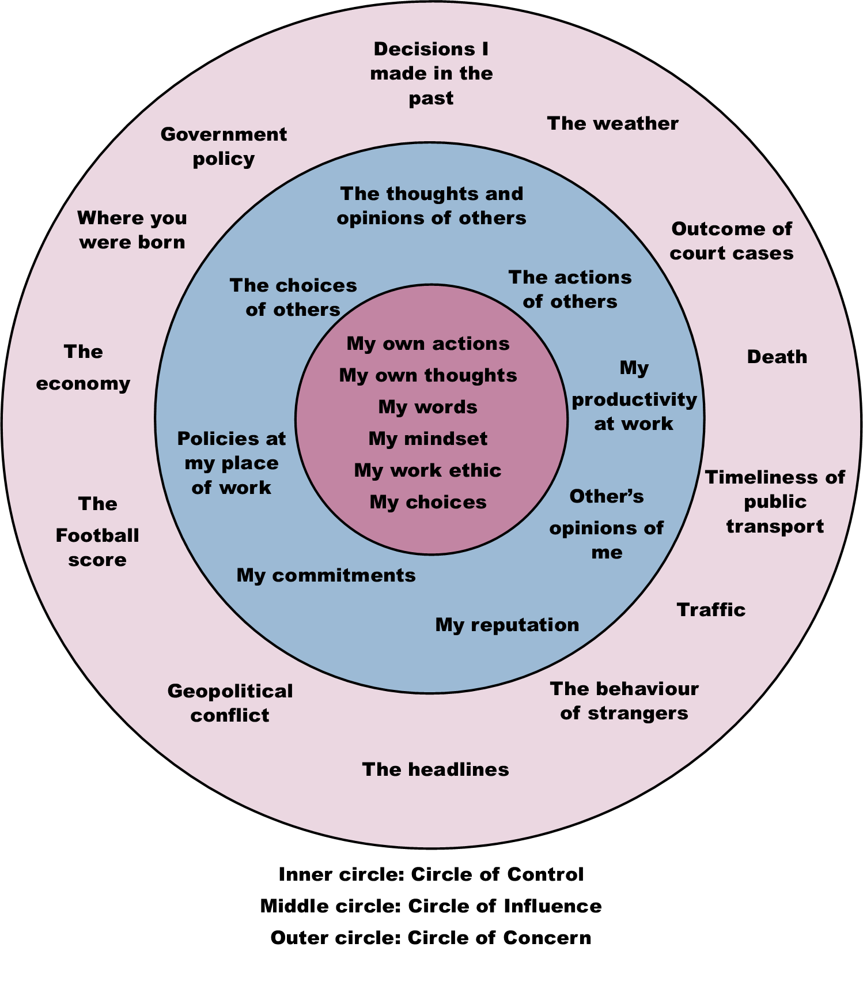 Decisions I
made in the
past
The weather
Government
policy
Where you
were born
Outcome of
court cases
The thoughts and
opinions of others
The choices
of others
The actions
of others
My own actions
My own thoughts
My words
My mindset
My work ethic
My choices
The
economy
Death
My
productivity
at work
Policies at
my place
of work
Timeliness of
public
transport
The
Football
score
Other’s
opinions of
me
My commitments
My reputation
Traffic
Geopolitical
conflict
The behaviour
of strangers
The headlines
Inner circle: Circle of Control
Middle circle: Circle of Influence
Outer circle: Circle of Concern